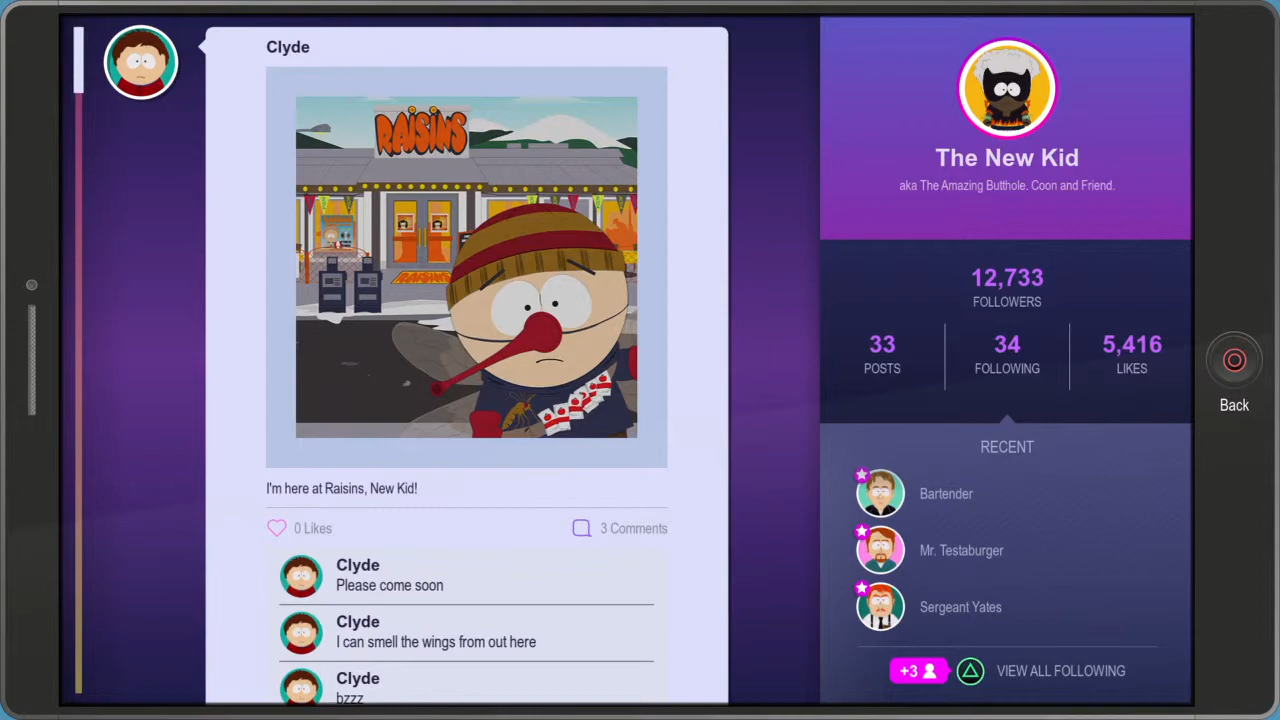 Clyde
RAISINS
RAISINS
I'm here at Raisins, New Kid!
0 Likes
3 Comments
Clyde
Please come soon
Clyde
I can smell the wings from out here
Clyde
bzzz
The New Kid
aka The Amazing Butthole. Coon and Friend.
12,733
FOLLOWERS
33
POSTS
34
FOLLOWING
5,416
LIKES
RECENT
Bartender
Mr. Testaburger
Sergeant Yates
+3
VIEW ALL FOLLOWING
Back